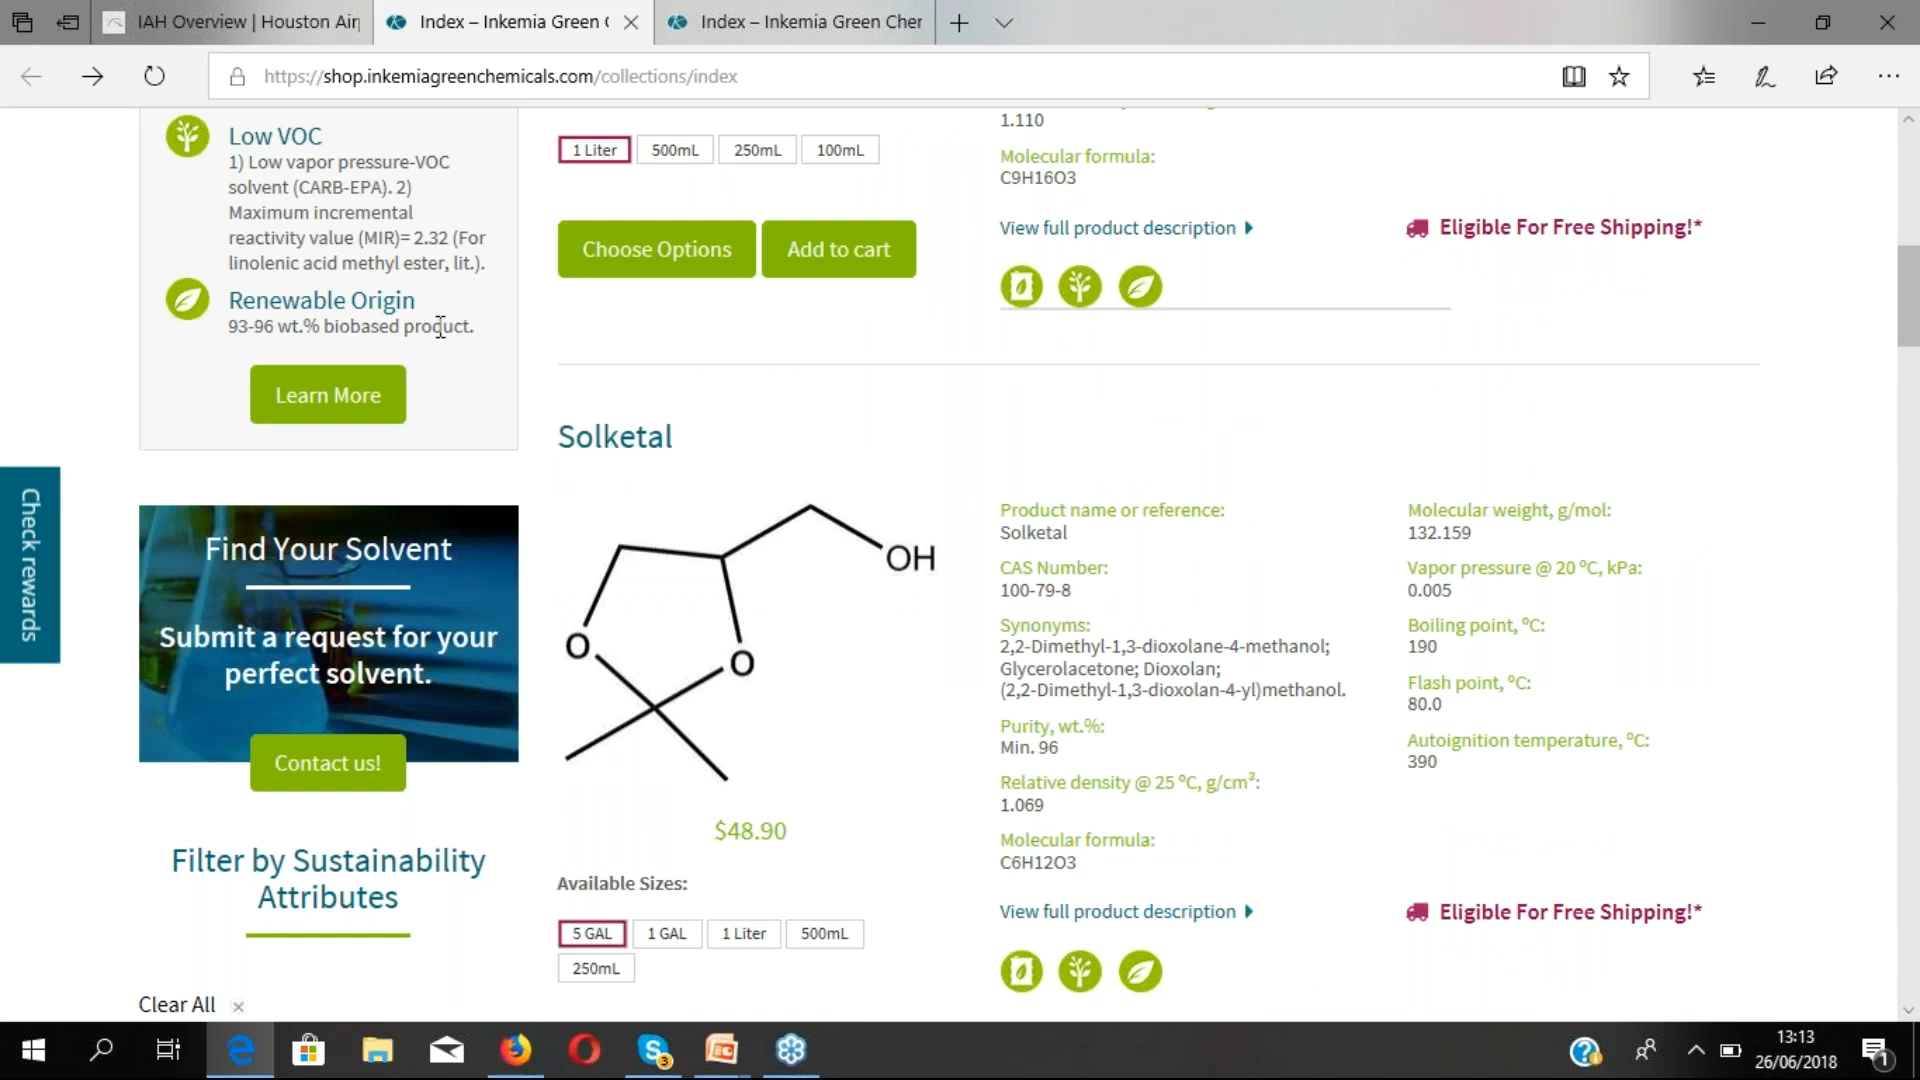 IAH Overview | Houston Air
Index – Inkemia Green C
Index – Inkemia Green Cher
https://shop.inkemiagreenchemicals.com/collections/index
Low VOC
1) Low vapor pressure-VOC
solvent (CARB-EPA). 2)
Maximum incremental
reactivity value (MIR)= 2.32 (For
linolenic acid methyl ester, lit.).
Renewable Origin
93-96 wt.% biobased product.
Learn More
1 Liter
500mL
250mL
100mL
Choose Options
Add to cart
1.110
Molecular formula:
C9H16O3
View full product description
Eligible For Free Shipping!*
Check rewards
Find Your Solvent
Submit a request for your
perfect solvent.
Contact us!
Filter by Sustainability
Attributes
Clear All ×
Solketal
OH
O
O
$48.90
Available Sizes:
5 GAL
1 GAL
1 Liter
500mL
250mL
Product name or reference:
Solketal
CAS Number:
100-79-8
Synonyms:
2,2-Dimethyl-1,3-dioxolane-4-methanol;
Glycerolacetone; Dioxolan;
(2,2-Dimethyl-1,3-dioxolan-4-yl)methanol.
Purity, wt.%:
Min. 96
Relative density @ 25 ºC, g/cm³:
1.069
Molecular formula:
C6H12O3
View full product description
Molecular weight, g/mol:
132.159
Vapor pressure @ 20 ºC, kPa:
0.005
Boiling point, ºC:
190
Flash point, ºC:
80.0
Autoignition temperature, ºC:
390
Eligible For Free Shipping!*
3
13:13
26/06/2018
1